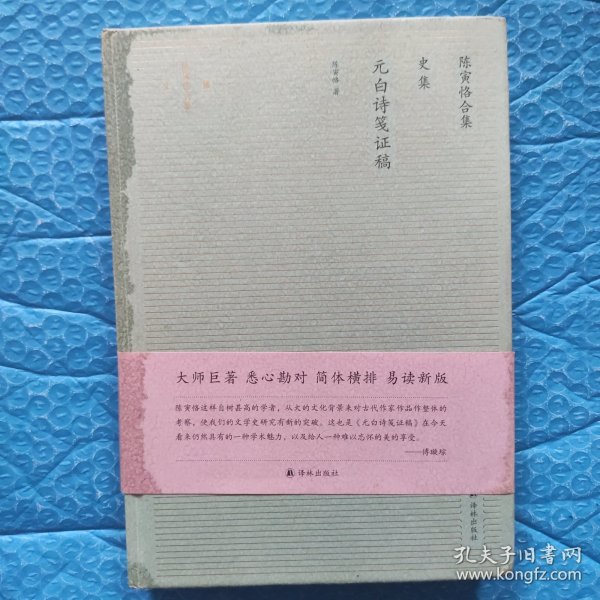 陈寅恪合集
史集
元白诗笺证稿
陈寅恪 著
大师巨著 悉心勘对 简体横排 易读新版
陈寅恪这样自树甚高的学者，从大的文化背景来对古代作家作品作整体的
考察，使我们的文学史研究有新的突破。这也是《元白诗笺证稿》在今天
看来仍然具有的一种学术魅力，以及给人一种难以忘怀的美的享受。
——傅璇琮
译林出版社
译林出版社
孔夫子旧书网
www.kongfz.com